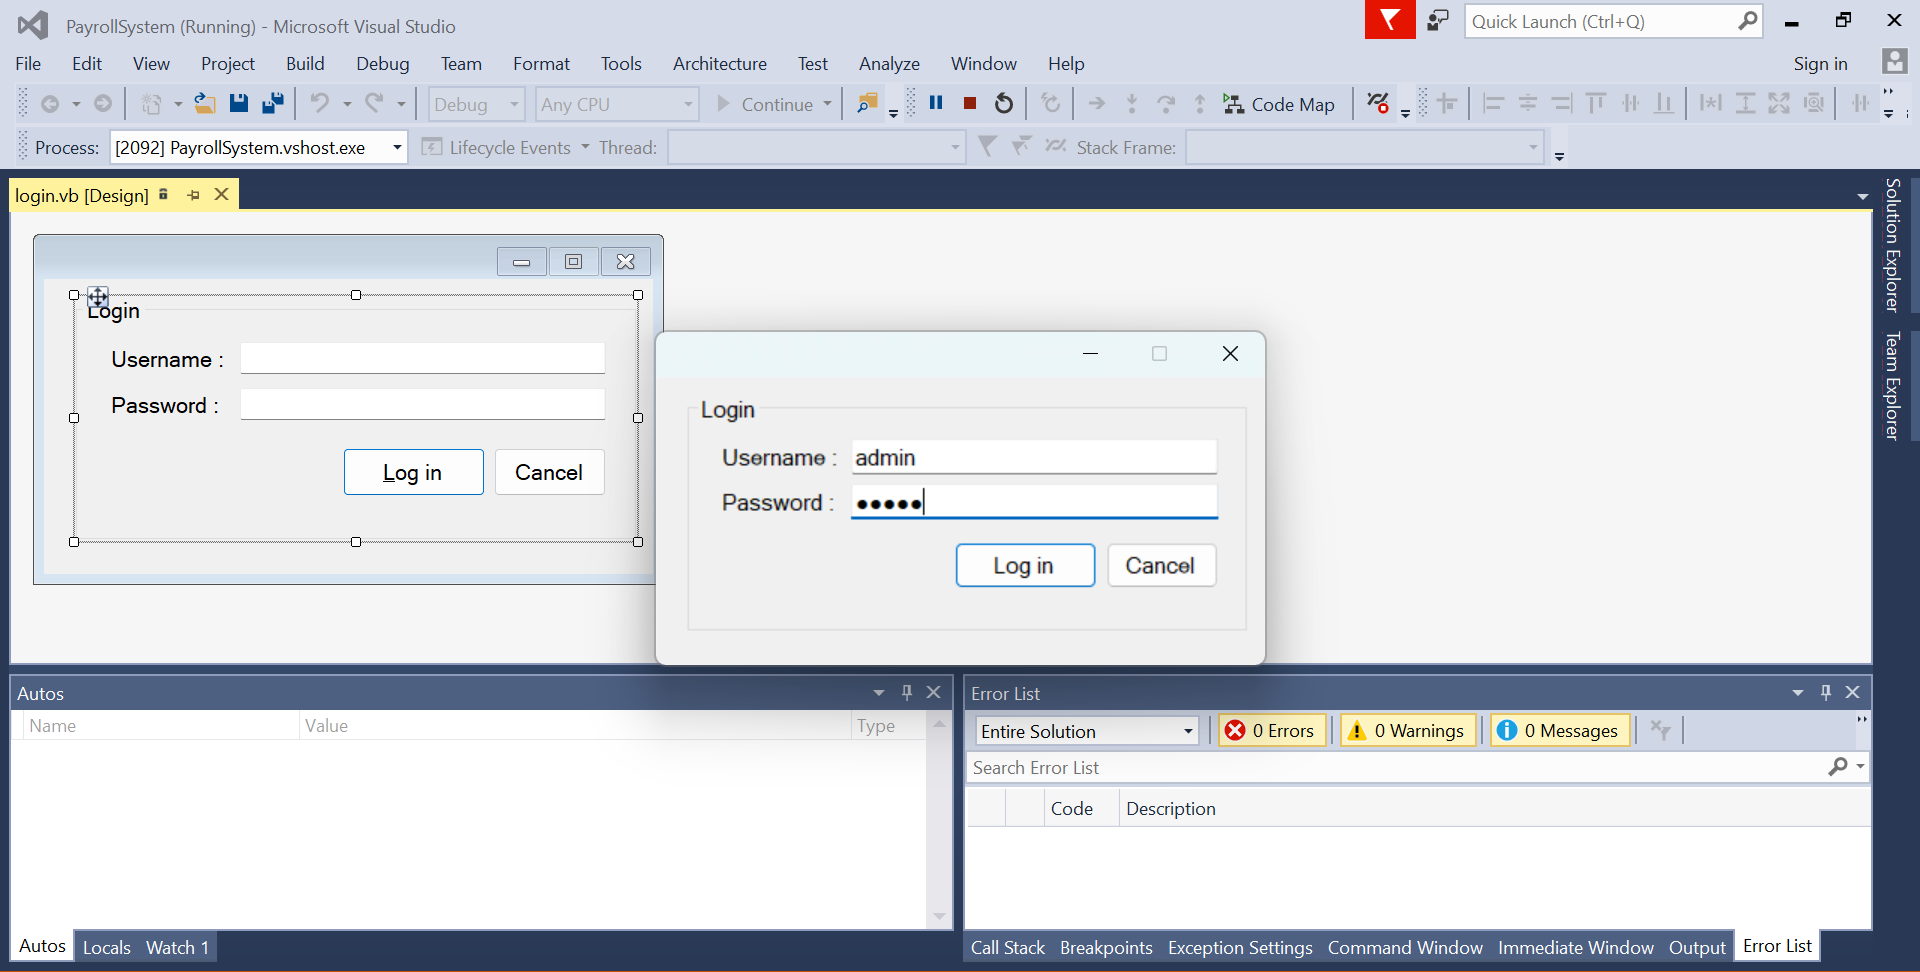 PayrollSystem (Running) - Microsoft Visual Studio
Quick Launch (Ctrl+Q)
File Edit View Project Build Debug Team Format Tools Architecture Test Analyze Window Help
Sign in
Debug Any CPU Continue Code Map
Process: [2092] PayrollSystem.vshost.exe Lifecycle Events Thread: Stack Frame:
login.vb [Design]
Solution Explorer
Team Explorer
Login
Username :
Password :
Log in Cancel
Login
Username : admin
Password : ●●●●●
Log in Cancel
Autos
Name Value Type
Autos Locals Watch 1
Error List
Entire Solution 0 Errors 0 Warnings 0 Messages
Search Error List
Code Description
Call Stack Breakpoints Exception Settings Command Window Immediate Window Output Error List